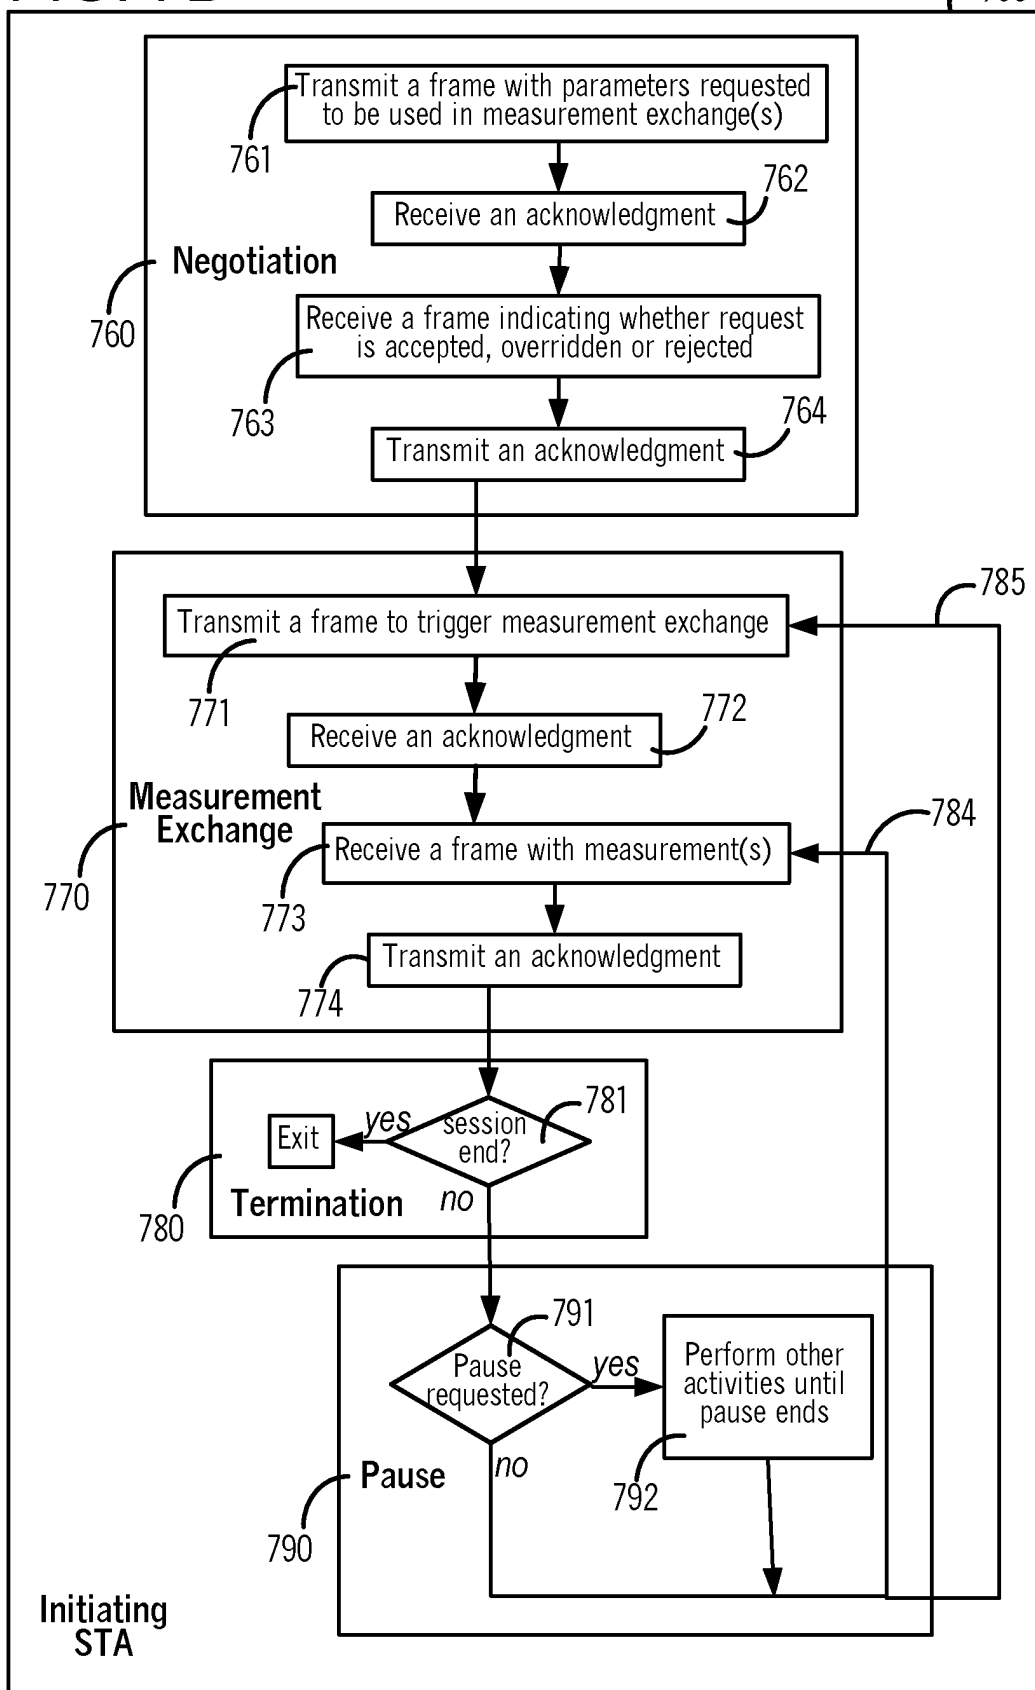 Transmit a frame with parameters requested
to be used in measurement exchange(s)
761
762
Receive an acknowledgment
Negotiation
760
Receive a frame indicating whether request
is accepted, overridden or rejected
763
764
Transmit an acknowledgment
785
Transmit a frame to trigger measurement exchange
771
772
Receive an acknowledgment
Measurement
Exchange
784
Receive a frame with measurement(s)
770
773
Transmit an acknowledgment
774
781
yes
session
end?
Exit
no
Termination
780
791
Pause
requested?
yes
Perform other
activities until
pause ends
no
792
Pause
790
Initiating
STA